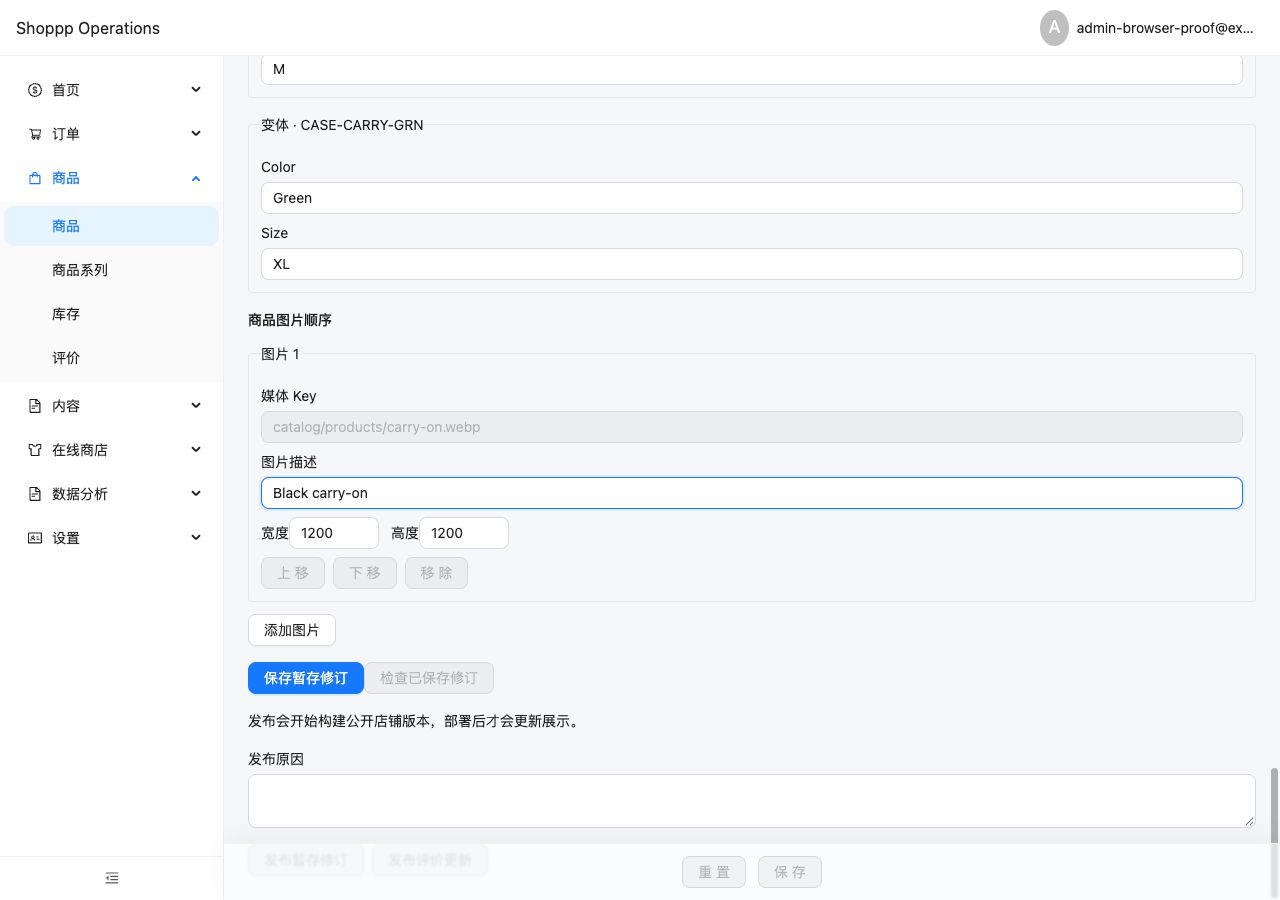 Shoppp Operations
A admin-browser-proof@ex...
首页
订单
商品
商品
商品系列
库存
评价
内容
在线商店
数据分析
设置
M
变体 · CASE-CARRY-GRN
Color
Green
Size
XL
商品图片顺序
图片 1
媒体 Key
catalog/products/carry-on.webp
图片描述
Black carry-on
宽度 1200 高度 1200
上 移 下 移 移 除
添加图片
保存暂存修订 检查已保存修订
发布会开始构建公开店铺版本，部署后才会更新展示。
发布原因
发布暂存修订 发布评价更新
重 置 保 存